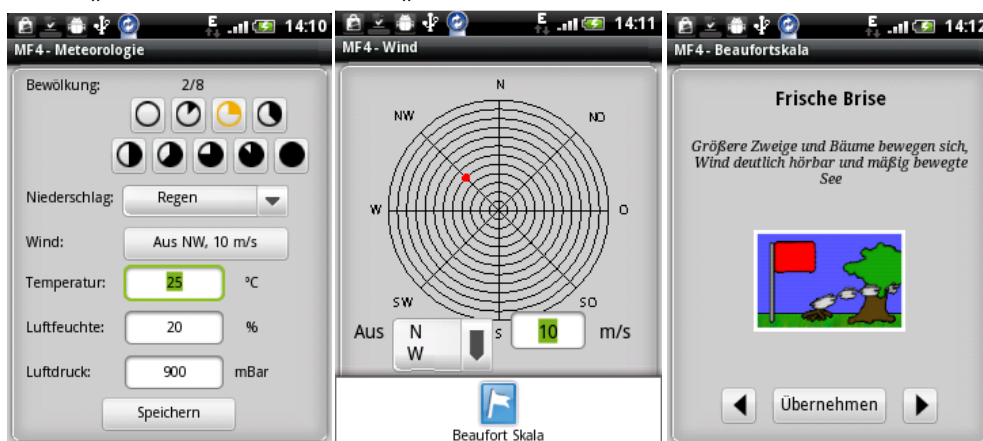 E 14:10
MF4 - Meteorologie
Bewölkung: 2/8
Niederschlag: Regen
Wind: Aus NW, 10 m/s
Temperatur: 25 °C
Luftfeuchte: 20 %
Luftdruck: 900 mBar
Speichern
E 14:11
MF4 - Wind
N
NW NO
W O
SW SO
S
Aus N W 10 m/s
Beaufort Skala
E 14:12
MF4 - Beaufortskala
Frische Brise
Größere Zweige und Bäume bewegen sich,
Wind deutlich hörbar und mäßig bewegte
See
Übernehmen